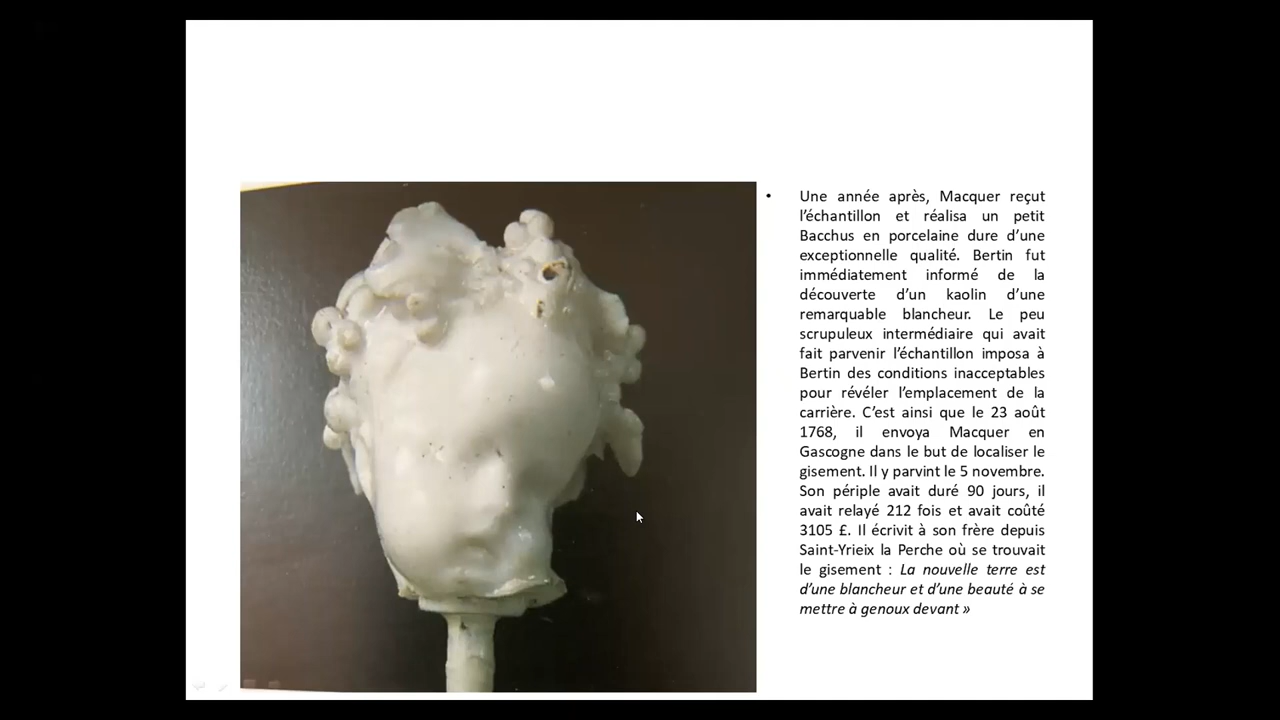 • Une année après, Macquer reçut
l’échantillon et réalisa un petit
Bacchus en porcelaine dure d’une
exceptionnelle qualité. Bertin fut
immédiatement informé de la
découverte d’un kaolin d’une
remarquable blancheur. Le peu
scrupuleux intermédiaire qui avait
fait parvenir l’échantillon imposa à
Bertin des conditions inacceptables
pour révéler l’emplacement de la
carrière. C’est ainsi que le 23 août
1768, il envoya Macquer en
Gascogne dans le but de localiser le
gisement. Il y parvint le 5 novembre.
Son périple avait duré 90 jours, il
avait relayé 212 fois et avait coûté
3105 £. Il écrivit à son frère depuis
Saint-Yrieix la Perche où se trouvait
le gisement : La nouvelle terre est
d’une blancheur et d’une beauté à se
mettre à genoux devant »